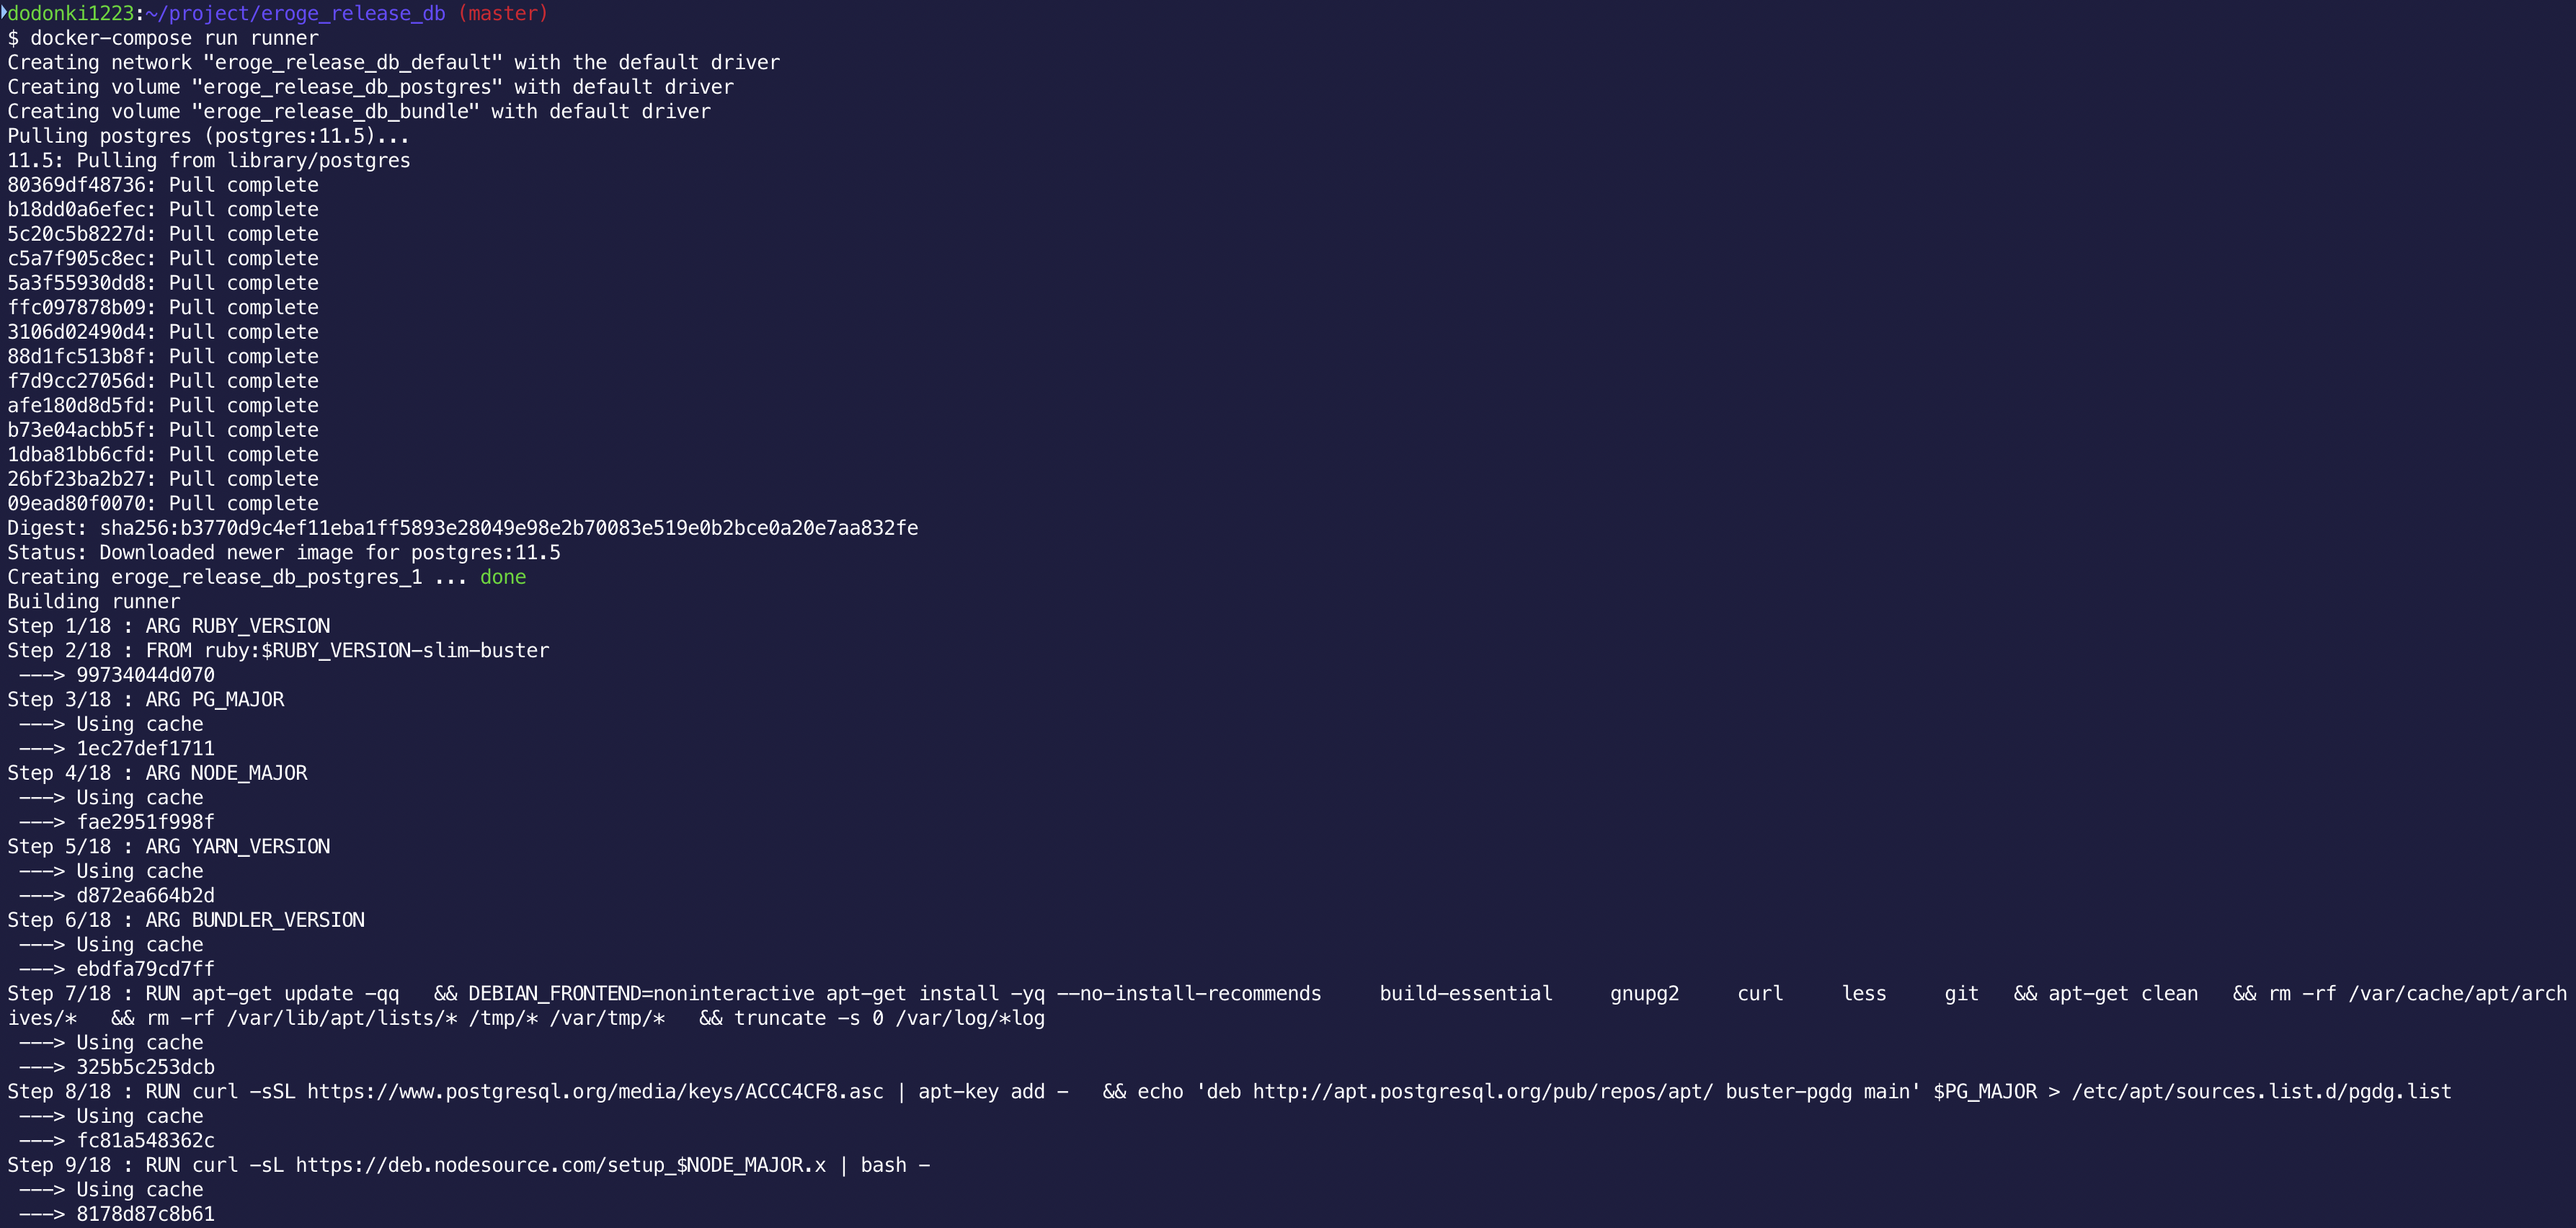 dodonki1223:~/project/eroge_release_db (master)
$ docker-compose run runner
Creating network "eroge_release_db_default" with the default driver
Creating volume "eroge_release_db_postgres" with default driver
Creating volume "eroge_release_db_bundle" with default driver
Pulling postgres (postgres:11.5)...
11.5: Pulling from library/postgres
80369df48736: Pull complete
b18dd0a6efec: Pull complete
5c20c5b8227d: Pull complete
c5a7f905c8ec: Pull complete
5a3f55930dd8: Pull complete
ffc097878b09: Pull complete
3106d02490d4: Pull complete
88d1fc513b8f: Pull complete
f7d9cc27056d: Pull complete
afe180d8d5fd: Pull complete
b73e04acbb5f: Pull complete
1dba81bb6cfd: Pull complete
26bf23ba2b27: Pull complete
09ead80f0070: Pull complete
Digest: sha256:b3770d9c4ef11eba1ff5893e28049e98e2b70083e519e0b2bce0a20e7aa832fe
Status: Downloaded newer image for postgres:11.5
Creating eroge_release_db_postgres_1 ... done
Building runner
Step 1/18 : ARG RUBY_VERSION
Step 2/18 : FROM ruby:$RUBY_VERSION-slim-buster
 ---> 99734044d070
Step 3/18 : ARG PG_MAJOR
 ---> Using cache
 ---> 1ec27def1711
Step 4/18 : ARG NODE_MAJOR
 ---> Using cache
 ---> fae2951f998f
Step 5/18 : ARG YARN_VERSION
 ---> Using cache
 ---> d872ea664b2d
Step 6/18 : ARG BUNDLER_VERSION
 ---> Using cache
 ---> ebdfa79cd7ff
Step 7/18 : RUN apt-get update -qq   && DEBIAN_FRONTEND=noninteractive apt-get install -yq --no-install-recommends     build-essential     gnupg2     curl     less     git   && apt-get clean   && rm -rf /var/cache/apt/arch
ives/*   && rm -rf /var/lib/apt/lists/* /tmp/* /var/tmp/*   && truncate -s 0 /var/log/*log
 ---> Using cache
 ---> 325b5c253dcb
Step 8/18 : RUN curl -sSL https://www.postgresql.org/media/keys/ACCC4CF8.asc | apt-key add -   && echo 'deb http://apt.postgresql.org/pub/repos/apt/ buster-pgdg main' $PG_MAJOR > /etc/apt/sources.list.d/pgdg.list
 ---> Using cache
 ---> fc81a548362c
Step 9/18 : RUN curl -sL https://deb.nodesource.com/setup_$NODE_MAJOR.x | bash -
 ---> Using cache
 ---> 8178d87c8b61